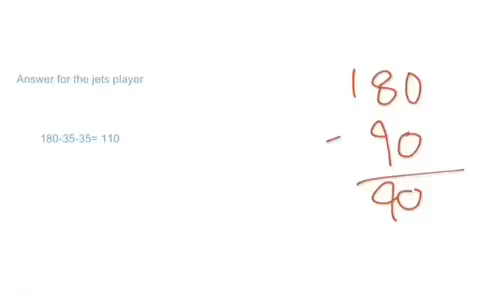 Answer for the jets player
180-35-35= 110
180
- 90
90